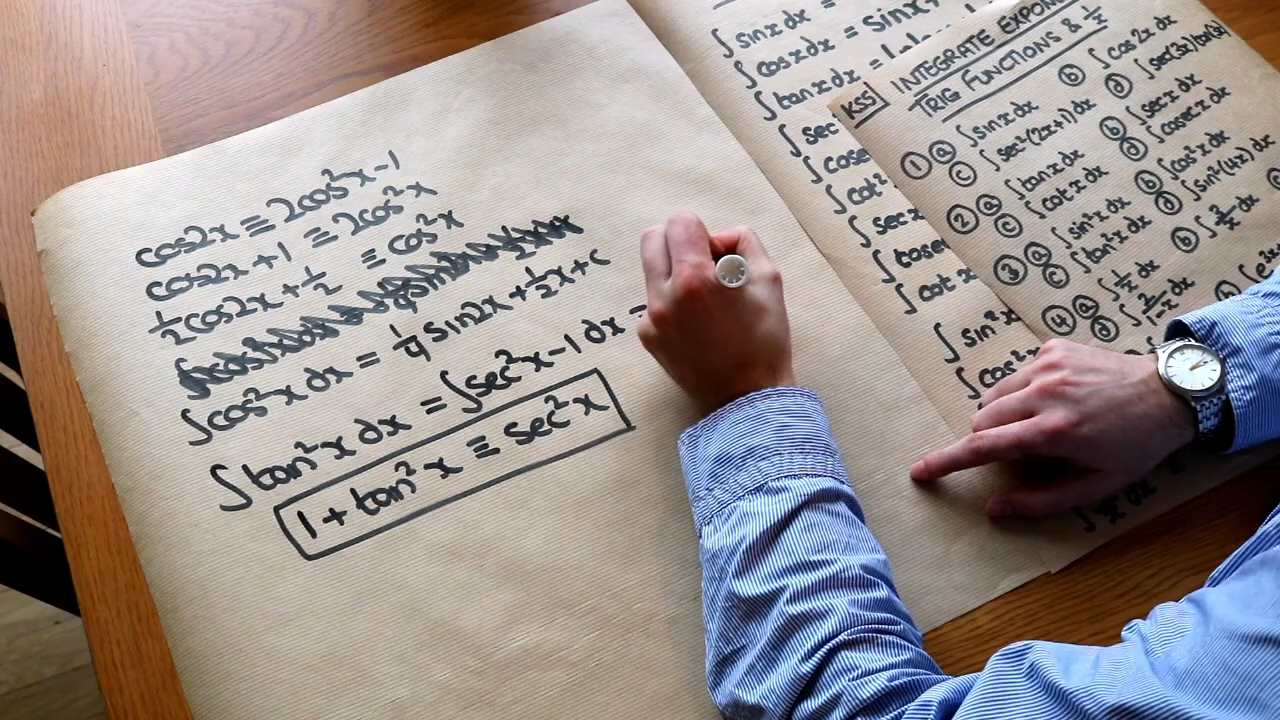 cos2x ≡ 2cos²x-1
cos2x+1 ≡ 2cos²x
½cos2x+½ ≡ cos²x
∫cos²x dx = ¼sin2x+½x+c
∫tan²x dx = ∫sec²x-1 dx =
1+tan²x ≡ sec²x
∫sinx dx =
∫cosx dx = sinx+
∫tanx dx =
∫sec
∫cose
∫cot²
∫sec x
∫cose
∫cot x
∫sin²x
∫cos²x
KS5 INTEGRATE
TRIG FUNCTIONS & 1/x
① ⓐ ∫sinx dx ⓑ ∫cos2x dx
ⓒ ∫sec²(2x+1)dx ⓓ ∫sec(3x)tan(3x)
② ⓐ ∫tanx dx ⓑ ∫secx dx
ⓒ ∫cotx dx ⓓ ∫cosecx dx
③ ⓐ ∫sin²x dx ⓑ ∫cos²x dx
ⓒ ∫tan²x dx ⓓ ∫sin²(4x) dx
④ ⓐ ∫1/x dx ⓑ ∫3/x dx
ⓓ ∫2/1-x dx